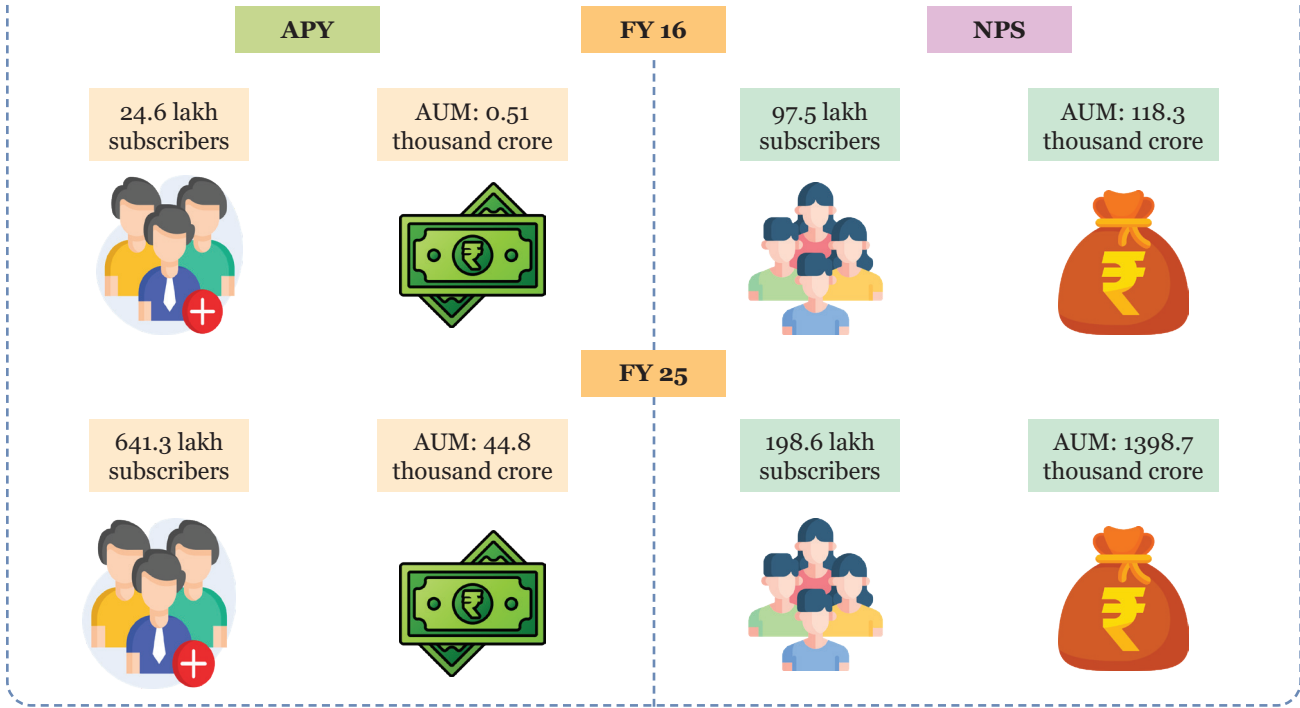 APY
FY 16
NPS
24.6 lakh
subscribers
AUM: 0.51
thousand crore
97.5 lakh
subscribers
AUM: 118.3
thousand crore
₹
₹
FY 25
641.3 lakh
subscribers
AUM: 44.8
thousand crore
198.6 lakh
subscribers
AUM: 1398.7
thousand crore
₹
₹